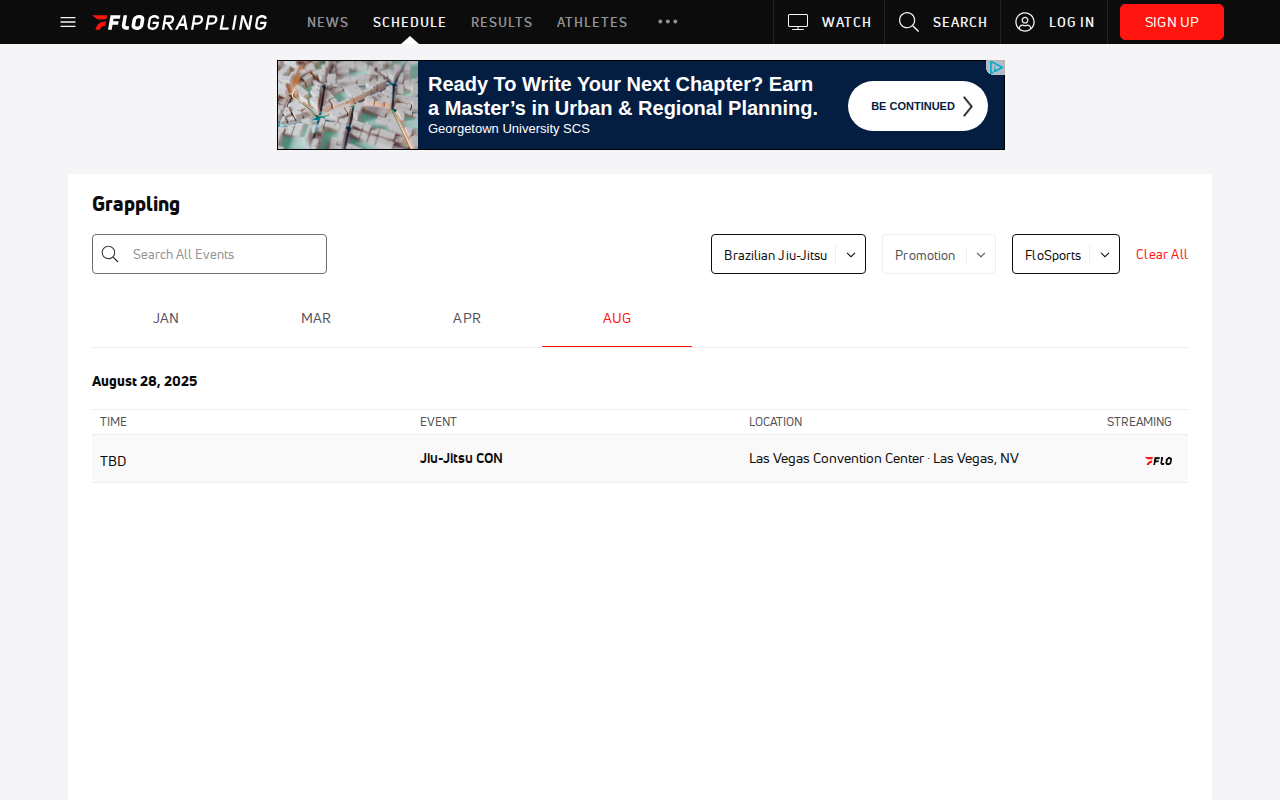 FLOGRAPPLING NEWS SCHEDULE RESULTS ATHLETES WATCH SEARCH LOG IN SIGN UP
Ready To Write Your Next Chapter? Earn
a Master's in Urban & Regional Planning.
Georgetown University SCS
BE CONTINUED
Grappling
Search All Events Brazilian Jiu-Jitsu Promotion FloSports Clear All
JAN MAR APR AUG
August 28, 2025
TIME EVENT LOCATION STREAMING
TBD Jiu-Jitsu CON Las Vegas Convention Center · Las Vegas, NV FLO